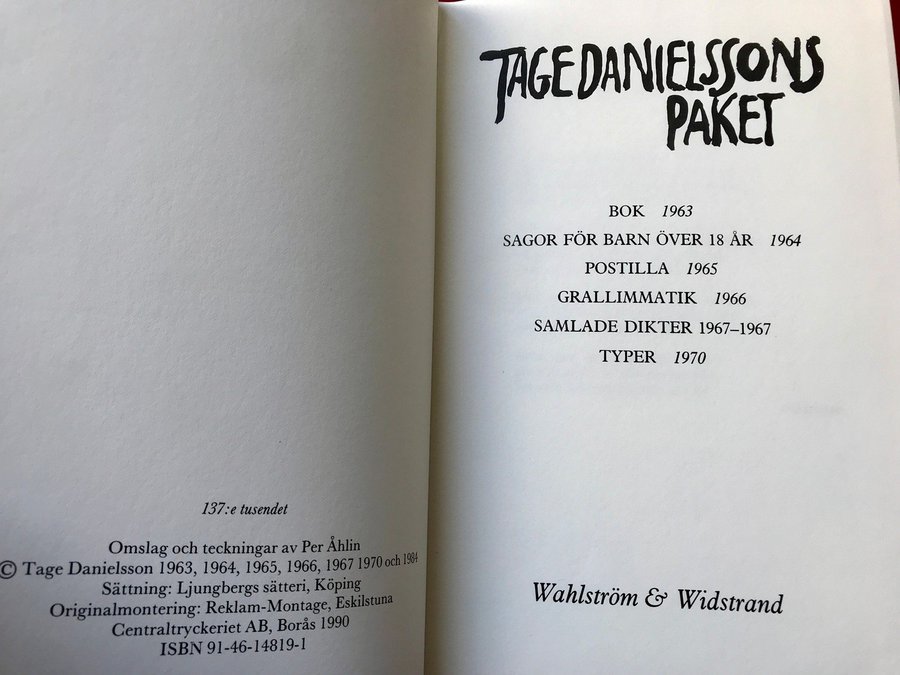 137:e tusendet
Omslag och teckningar av Per Åhlin
© Tage Danielsson 1963, 1964, 1965, 1966, 1967 1970 och 1984
Sättning: Ljungbergs sätteri, Köping
Originalmontering: Reklam-Montage, Eskilstuna
Centraltryckeriet AB, Borås 1990
ISBN 91-46-14819-1
TAGE DANIELSSONS
PAKET
BOK 1963
SAGOR FÖR BARN ÖVER 18 ÅR 1964
POSTILLA 1965
GRALLIMMATIK 1966
SAMLADE DIKTER 1967–1967
TYPER 1970
Wahlström & Widstrand